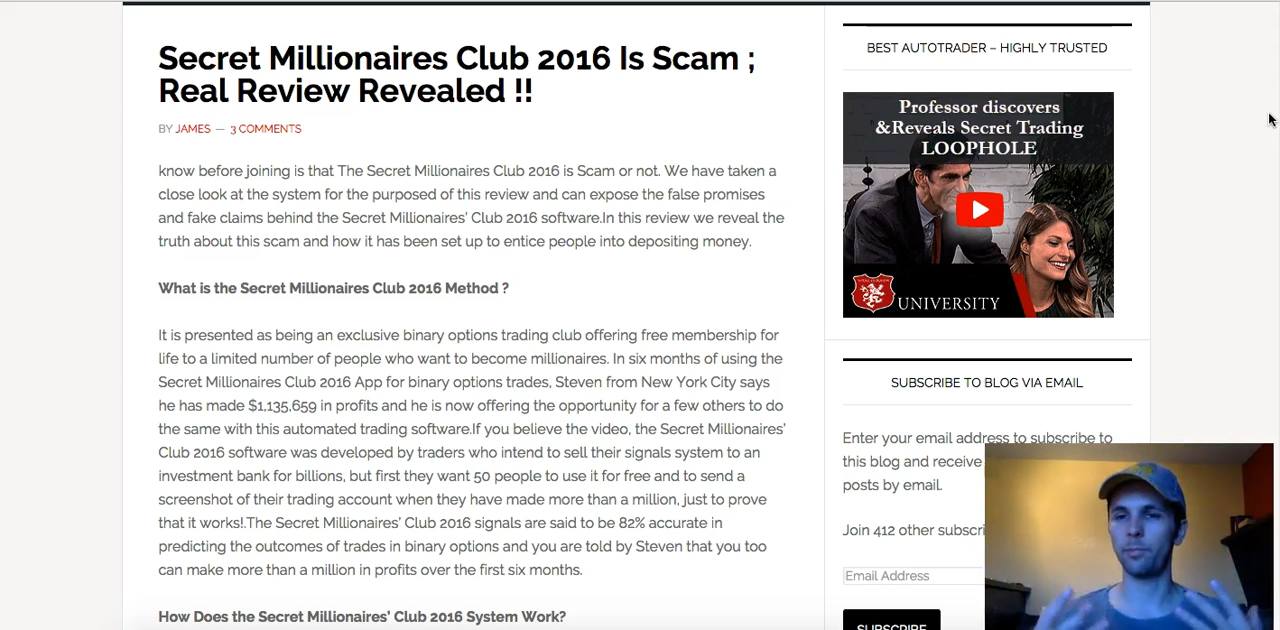 Secret Millionaires Club 2016 Is Scam ;
Real Review Revealed !!
BY JAMES — 3 COMMENTS
know before joining is that The Secret Millionaires Club 2016 is Scam or not. We have taken a
close look at the system for the purposed of this review and can expose the false promises
and fake claims behind the Secret Millionaires’ Club 2016 software.In this review we reveal the
truth about this scam and how it has been set up to entice people into depositing money.
What is the Secret Millionaires Club 2016 Method ?
It is presented as being an exclusive binary options trading club offering free membership for
life to a limited number of people who want to become millionaires. In six months of using the
Secret Millionaires Club 2016 App for binary options trades, Steven from New York City says
he has made $1,135,659 in profits and he is now offering the opportunity for a few others to do
the same with this automated trading software.If you believe the video, the Secret Millionaires’
Club 2016 software was developed by traders who intend to sell their signals system to an
investment bank for billions, but first they want 50 people to use it for free and to send a
screenshot of their trading account when they have made more than a million, just to prove
that it works!.The Secret Millionaires’ Club 2016 signals are said to be 82% accurate in
predicting the outcomes of trades in binary options and you are told by Steven that you too
can make more than a million in profits over the first six months.
How Does the Secret Millionaires’ Club 2016 System Work?
BEST AUTOTRADER – HIGHLY TRUSTED
Professor discovers
&Reveals Secret Trading
LOOPHOLE
UNIVERSITY
SUBSCRIBE TO BLOG VIA EMAIL
Enter your email address to subscribe to
this blog and receive
posts by email.
Join 412 other subscri
Email Address
SUBSCRIBE